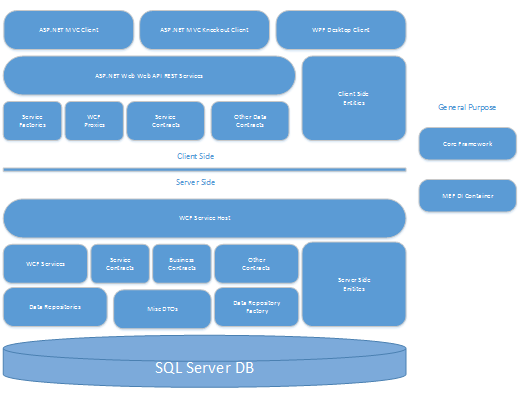 ASP.NET MVC Client
ASP.NET MVC Knockout Client
WPF Desktop Client
ASP.NET Web Web API REST Services
Client Side
Entities
Service
Factories
WCF
Proxies
Service
Contracts
Other Data
Contracts
General Purpose
Core Framework
MEF DI Container
Client Side
Server Side
WCF Service Host
WCF Services
Service
Contracts
Business
Contracts
Other
Contracts
Server Side
Entities
Data Repositories
Misc DTOs
Data Repository
Factory
SQL Server DB